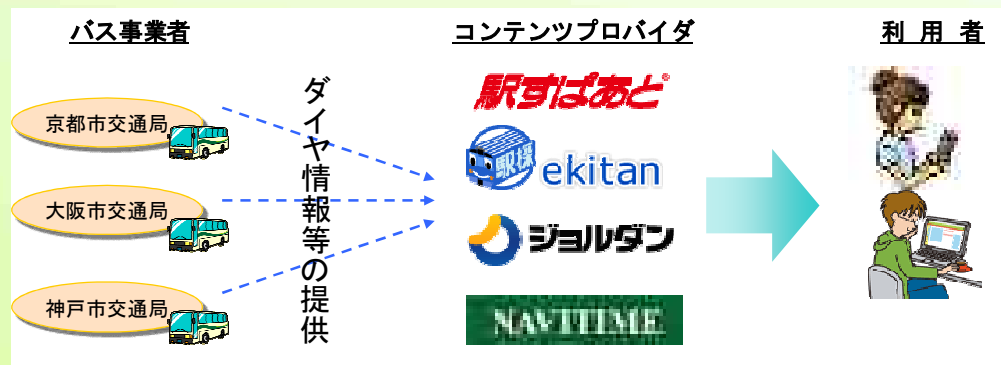 バス事業者
コンテンツプロバイダ
利用者
京都市交通局
大阪市交通局
神戸市交通局
ダイヤ情報等の提供
駅すぱあと
駅探
ekitan
ジョルダン
NAVITIME